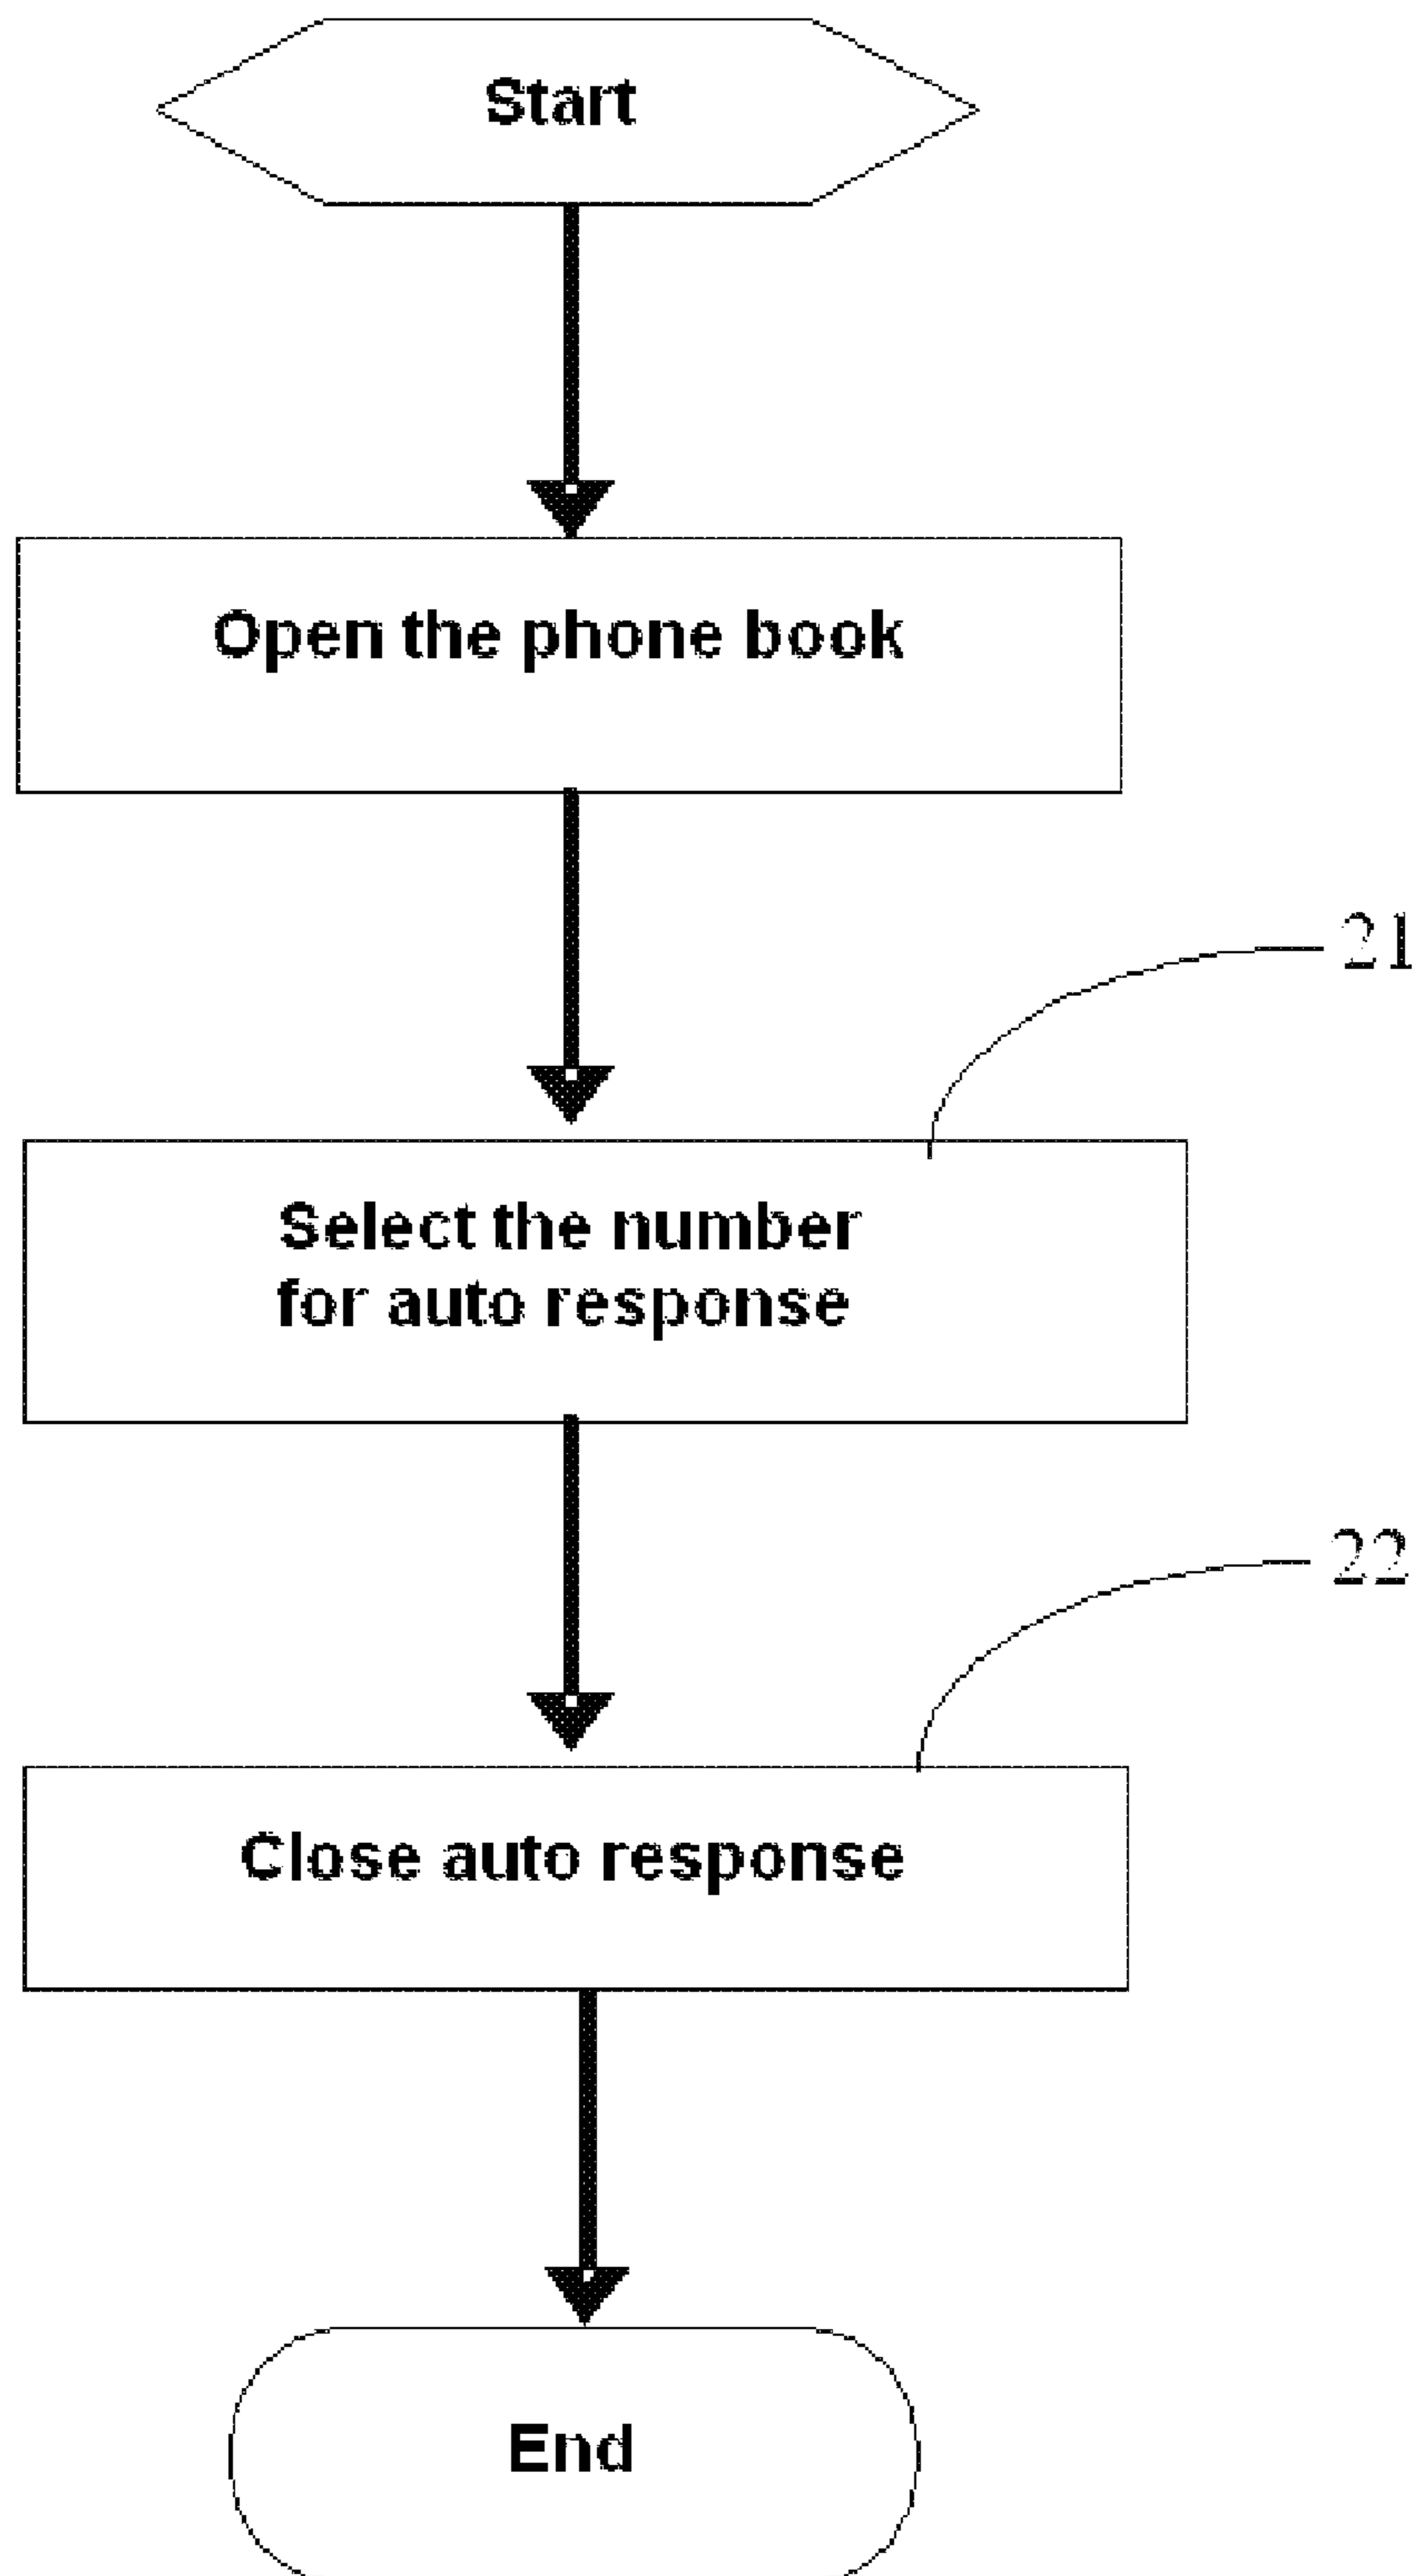 Start
Open the phone book
21
Select the number
for auto response
22
Close auto response
End